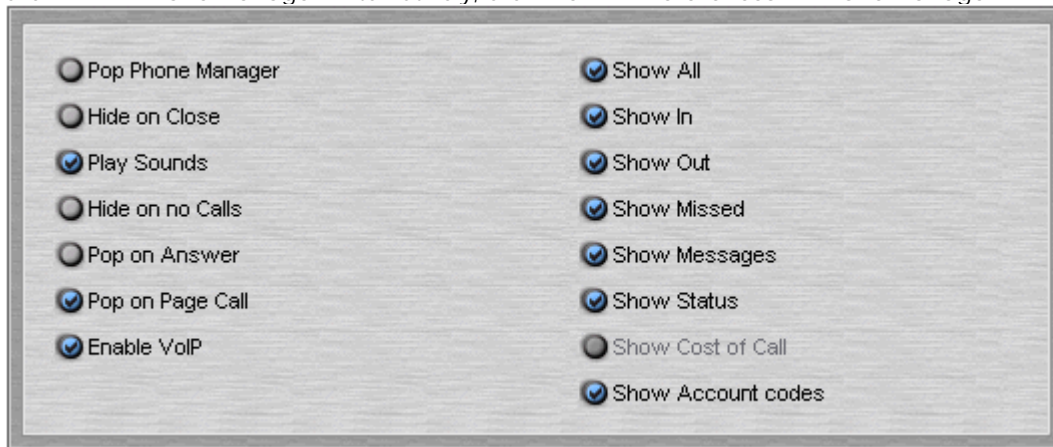 Pop Phone Manager
Hide on Close
Play Sounds
Hide on no Calls
Pop on Answer
Pop on Page Call
Enable VoIP
Show All
Show In
Show Out
Show Missed
Show Messages
Show Status
Show Cost of Call
Show Account codes